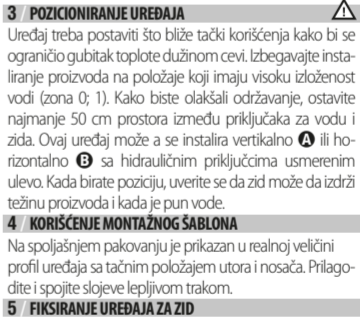 3 / POZICIONIRANJE UREĐAJA
Uređaj treba postaviti što bliže tački korišćenja kako bi se
ograničio gubitak toplote dužinom cevi. Izbegavajte insta-
liranje proizvoda na položaje koji imaju visoku izloženost
vodi (zona 0; 1). Kako biste olakšali održavanje, ostavite
najmanje 50 cm prostora između priključaka za vodu i
zida. Ovaj uređaj može a se instalira vertikalno A ili ho-
rizontalno B sa hidrauličnim priključcima usmerenim
ulevo. Kada birate poziciju, uverite se da zid može da izdrži
težinu proizvoda i kada je pun vode.
4 / KORIŠĆENJE MONTAŽNOG ŠABLONA
Na spoljašnjem pakovanju je prikazan u realnoj veličini
profil uređaja sa tačnim položajem utora i nosača. Prilago-
dite i spojite slojeve lepljivom trakom.
5 / FIKSIRANJE UREĐAJA ZA ZID